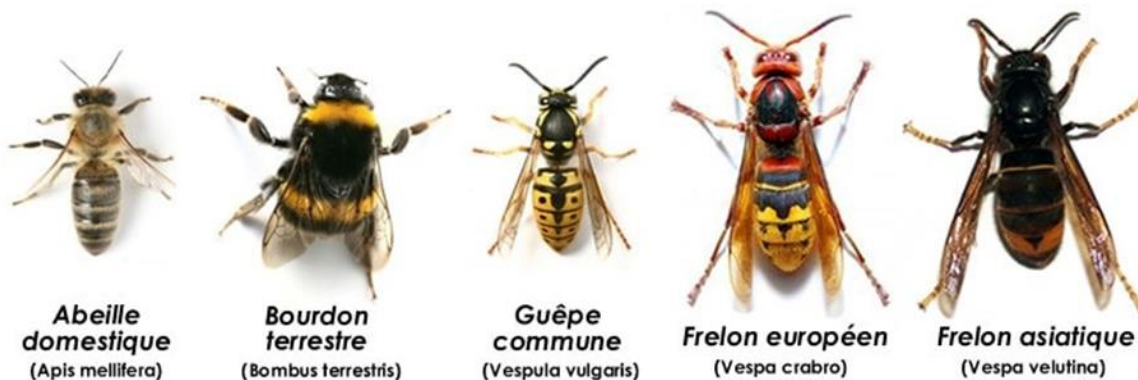 Abeille
domestique
(Apis mellifera)
Bourdon
terrestre
(Bombus terrestris)
Guêpe
commune
(Vespula vulgaris)
Frelon européen
(Vespa crabro)
Frelon asiatique
(Vespa velutina)